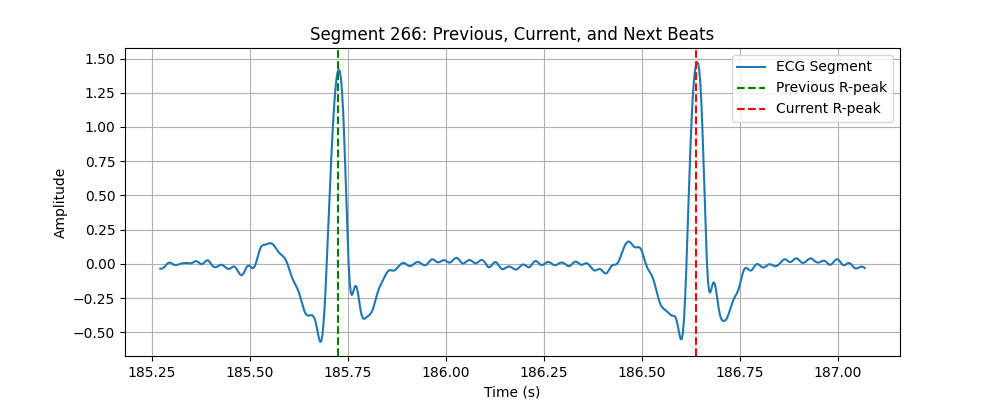 Segment 266: Previous, Current, and Next Beats
1.50
1.25
1.00
0.75
0.50
0.25
0.00
−0.25
−0.50
Amplitude
ECG Segment
Previous R-peak
Current R-peak
185.25 185.50 185.75 186.00 186.25 186.50 186.75 187.00
Time (s)